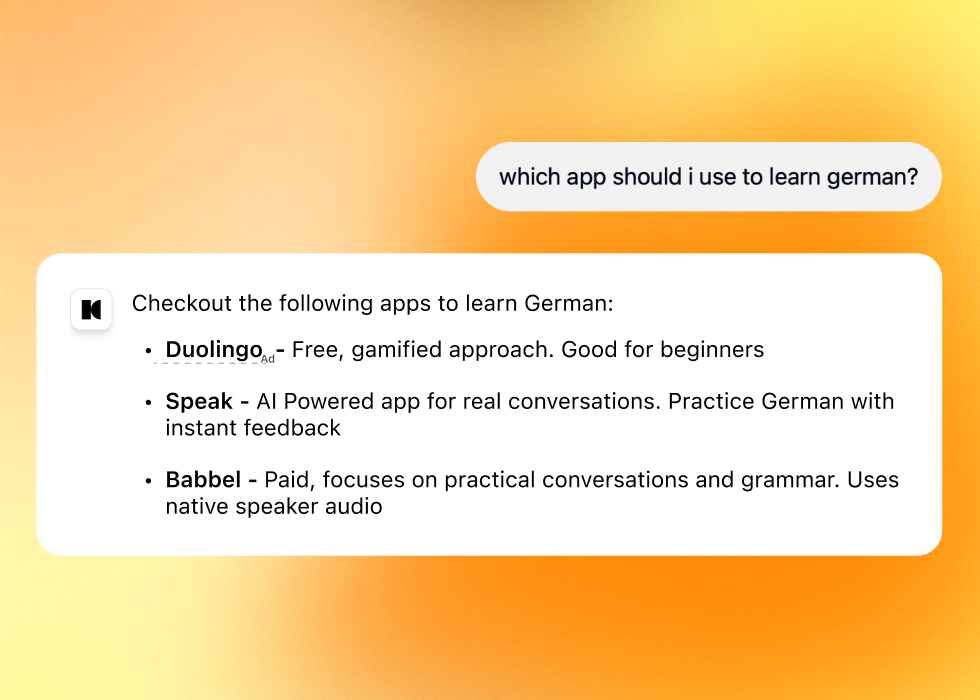 which app should i use to learn german?
Checkout the following apps to learn German:
• Duolingo Ad - Free, gamified approach. Good for beginners
• Speak - AI Powered app for real conversations. Practice German with
instant feedback
• Babbel - Paid, focuses on practical conversations and grammar. Uses
native speaker audio